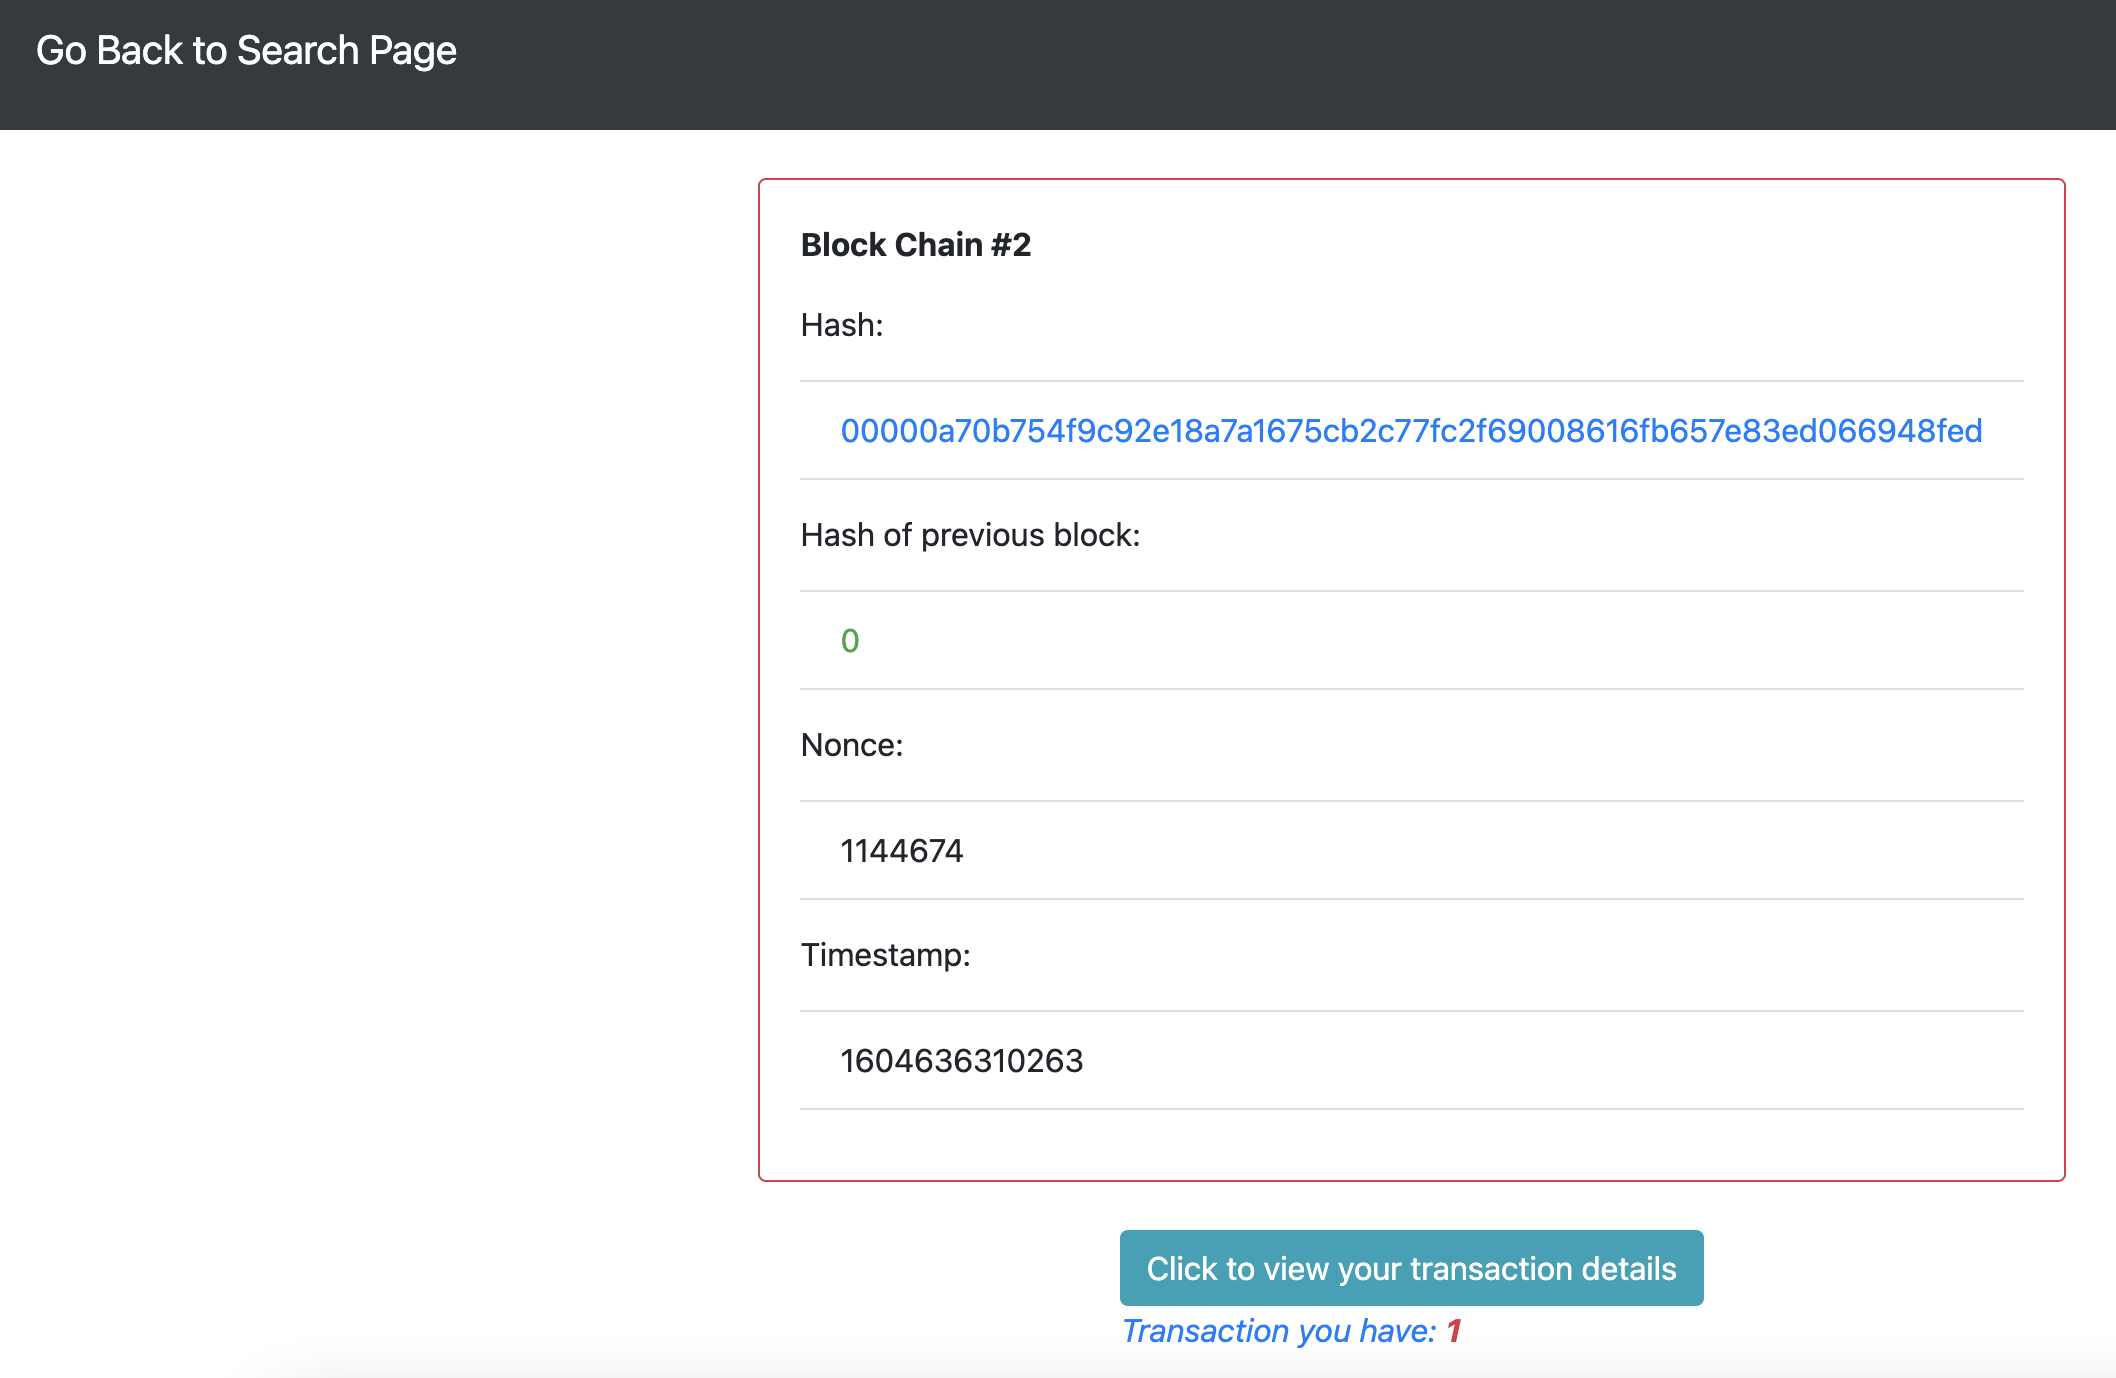 Go Back to Search Page
Block Chain #2
Hash:
00000a70b754f9c92e18a7a1675cb2c77fc2f69008616fb657e83ed066948fed
Hash of previous block:
0
Nonce:
1144674
Timestamp:
1604636310263
Click to view your transaction details
Transaction you have: 1